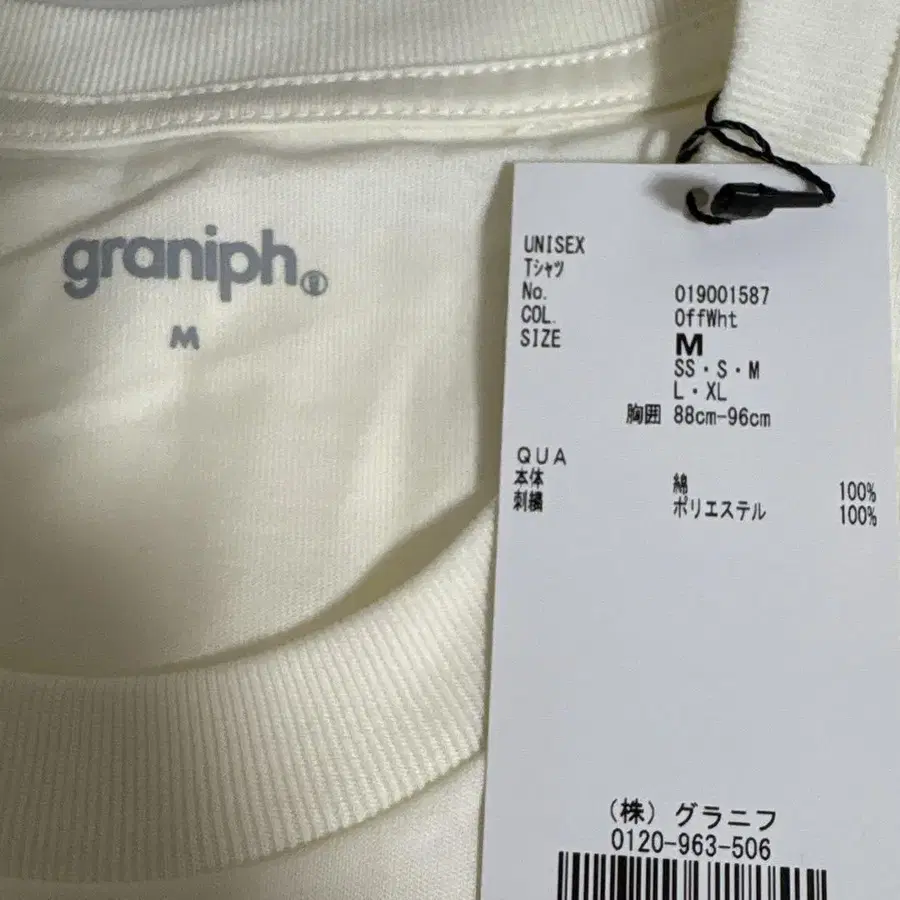 graniph®
M
UNISEX
Tシャツ
No. 019001587
COL. OffWht
SIZE M
SS・S・M
L・XL
胸囲 88cm-96cm
QUA
本体 綿 100%
刺繍 ポリエステル 100%
(株) グラニフ
0120-963-506